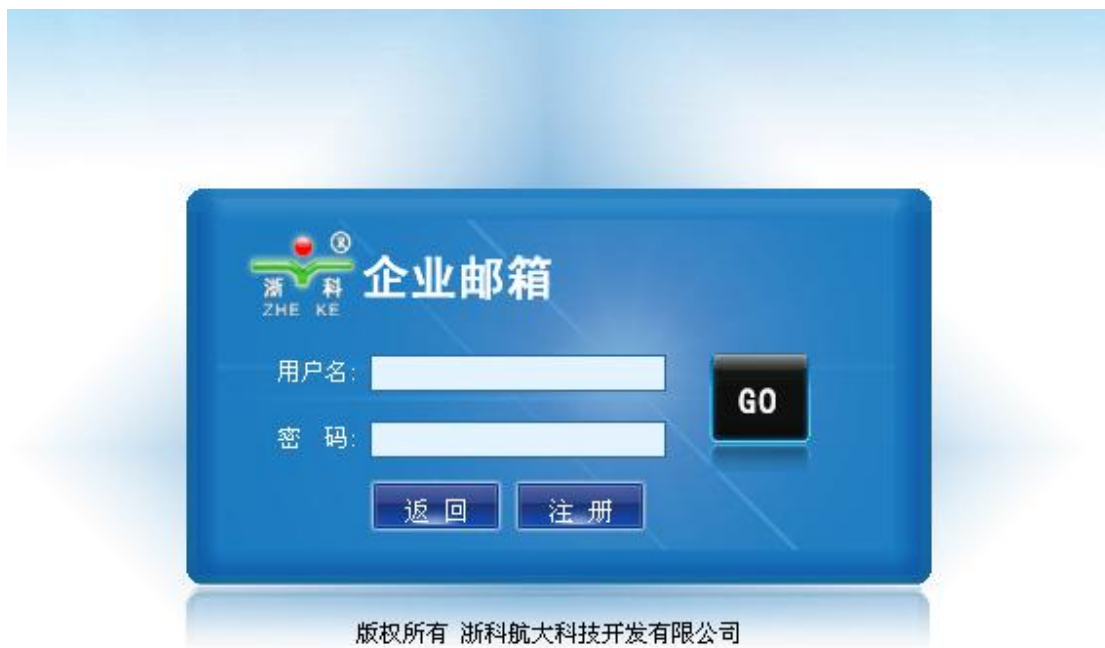 ®
浙 科
ZHE KE
企业邮箱
用户名:
GO
密 码:
返 回
注 册
版权所有 浙科航大科技开发有限公司